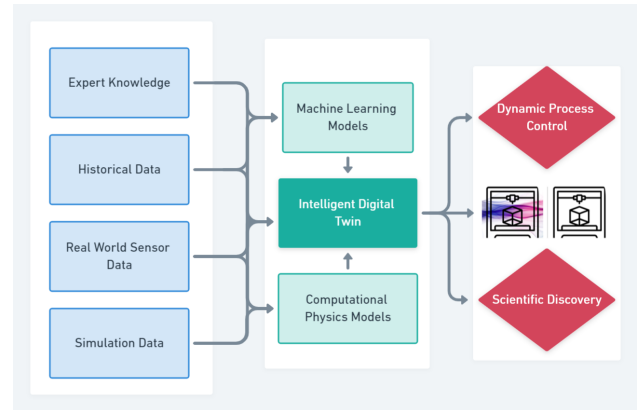 Expert Knowledge
Historical Data
Real World Sensor
Data
Simulation Data
Machine Learning
Models
Intelligent Digital
Twin
Computational
Physics Models
Dynamic Process
Control
Scientific Discovery